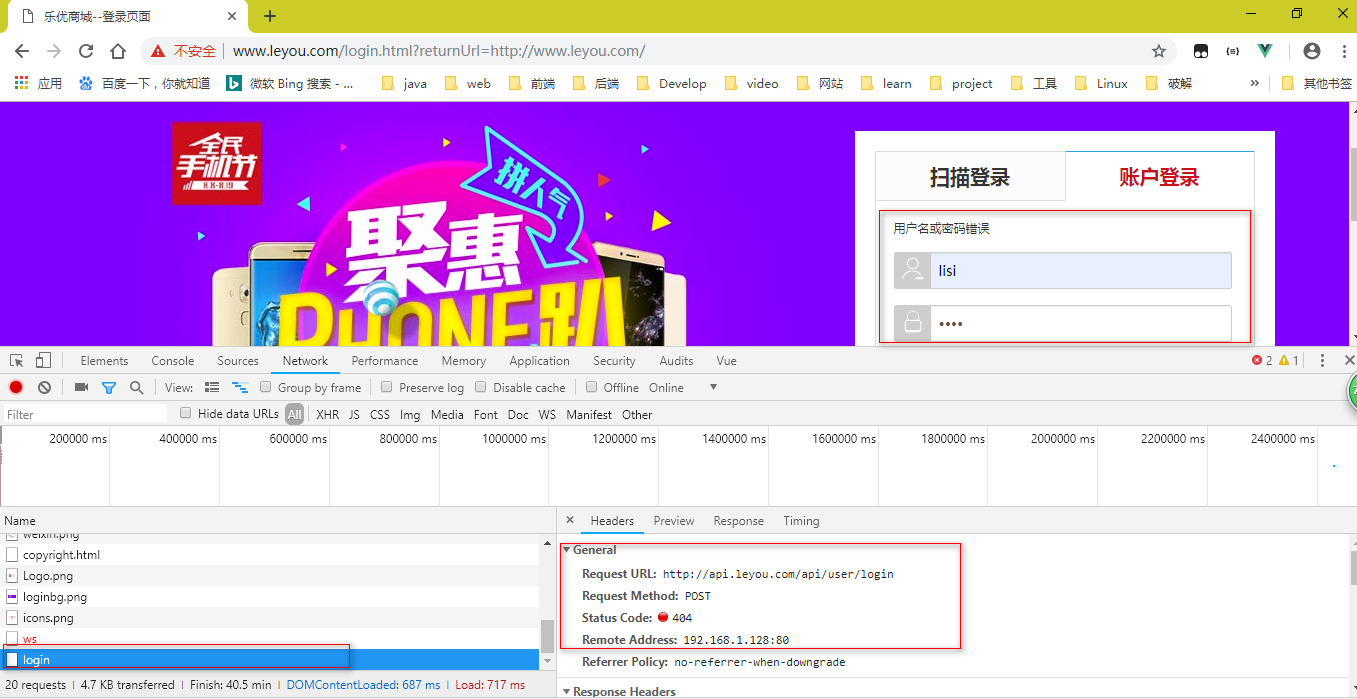 乐优商城--登录页面
不安全 www.leyou.com/login.html?returnUrl=http://www.leyou.com/
应用 百度一下，你就知道 微软 Bing 搜索 - ... java web 前端 后端 Develop video 网站 learn project 工具 Linux 破解 » 其他书签
全民
手机节
8.8-8.19
拼人气
聚惠
PHONE趴
扫描登录 账户登录
用户名或密码错误
lisi
••••
Elements Console Sources Network Performance Memory Application Security Audits Vue 2 1
View: Group by frame Preserve log Disable cache Offline Online
Filter Hide data URLs All XHR JS CSS Img Media Font Doc WS Manifest Other
200000 ms 400000 ms 600000 ms 800000 ms 1000000 ms 1200000 ms 1400000 ms 1600000 ms 1800000 ms 2000000 ms 2200000 ms 2400000 ms
Name
weixin.png
copyright.html
Logo.png
loginbg.png
icons.png
ws
login
20 requests 4.7 KB transferred Finish: 40.5 min DOMContentLoaded: 687 ms Load: 717 ms
Headers Preview Response Timing
General
Request URL: http://api.leyou.com/api/user/login
Request Method: POST
Status Code: 404
Remote Address: 192.168.1.128:80
Referrer Policy: no-referrer-when-downgrade
Response Headers